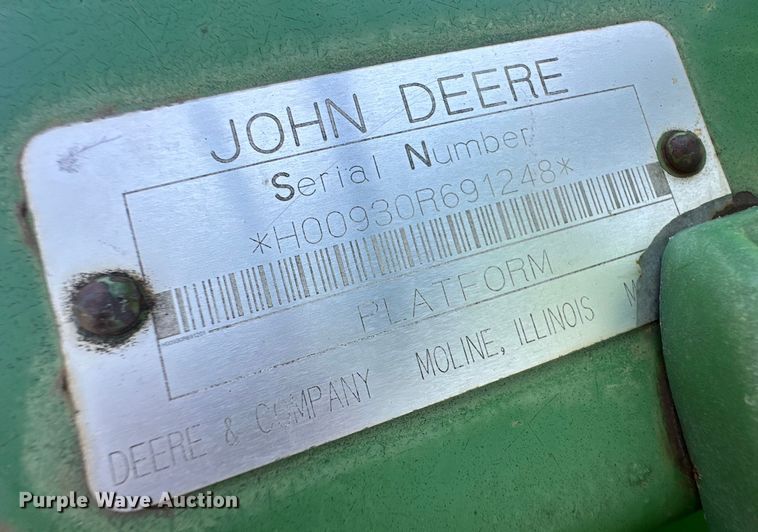 JOHN DEERE
Serial Number
*H00930R691248*
PLATFORM
DEERE & COMPANY MOLINE, ILLINOIS
Purple Wave Auction